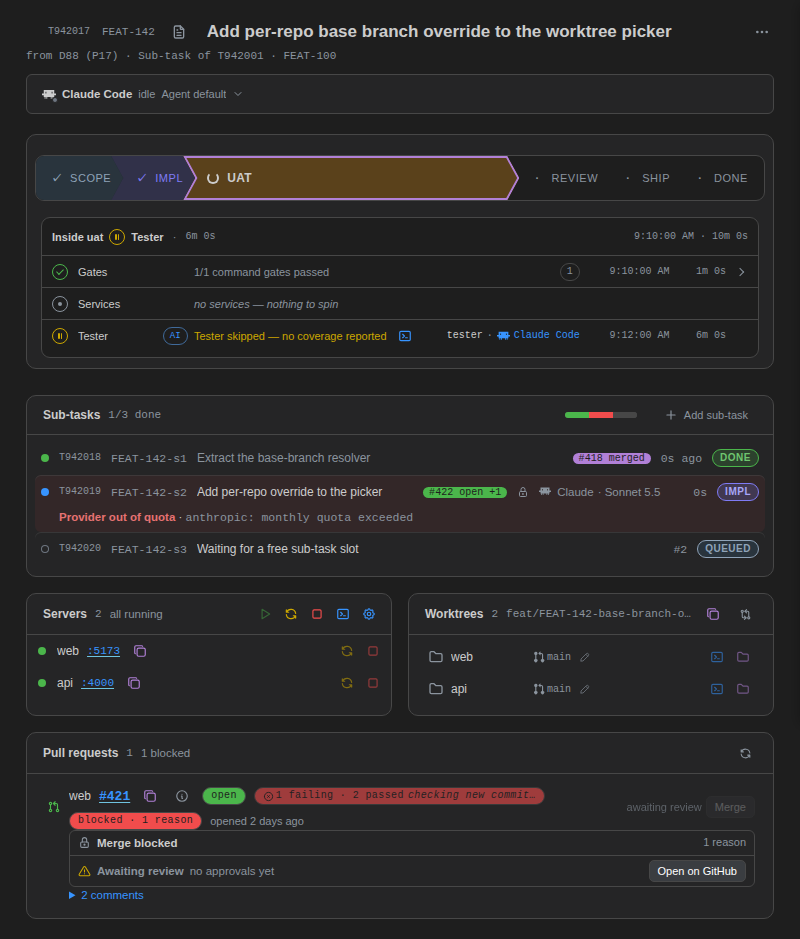 T942017 FEAT-142 Add per-repo base branch override to the worktree picker
from D88 (P17) · Sub-task of T942001 · FEAT-100
Claude Code idle Agent default
SCOPE IMPL UAT · REVIEW · SHIP · DONE
Inside uat Tester · 6m 0s 9:10:00 AM · 10m 0s
Gates 1/1 command gates passed 1 9:10:00 AM 1m 0s
Services no services — nothing to spin
Tester AI Tester skipped — no coverage reported tester · Claude Code 9:12:00 AM 6m 0s
Sub-tasks 1/3 done Add sub-task
T942018 FEAT-142-s1 Extract the base-branch resolver #418 merged 0s ago DONE
T942019 FEAT-142-s2 Add per-repo override to the picker #422 open +1 Claude · Sonnet 5.5 0s IMPL
Provider out of quota · anthropic: monthly quota exceeded
T942020 FEAT-142-s3 Waiting for a free sub-task slot #2 QUEUED
Servers 2 all running
web :5173
api :4000
Worktrees 2 feat/FEAT-142-base-branch-o…
web main
api main
Pull requests 1 1 blocked
web #421 open 1 failing · 2 passed checking new commit…
blocked · 1 reason opened 2 days ago
awaiting review Merge
Merge blocked 1 reason
Awaiting review no approvals yet Open on GitHub
2 comments